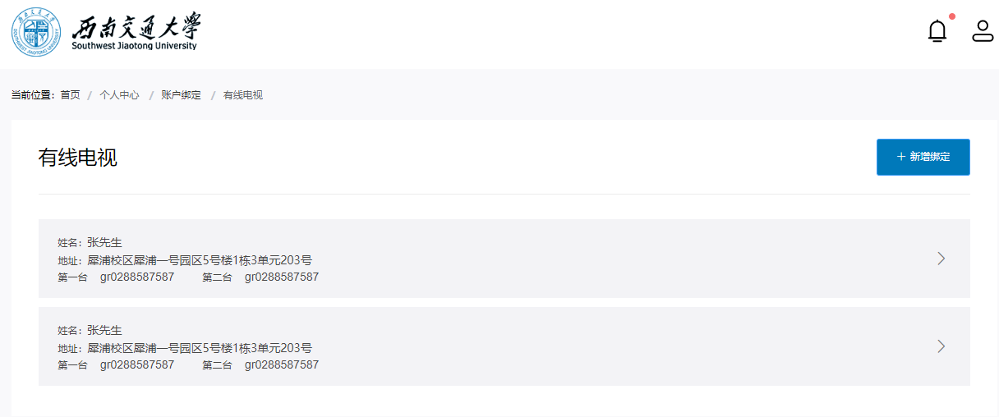 西南交通大学
Southwest Jiaotong University
当前位置：首页 / 个人中心 / 账户绑定 / 有线电视
有线电视
+ 新增绑定
姓名：张先生
地址：犀浦校区犀浦一号园区5号楼1栋3单元203号
第一台 gr0288587587 第二台 gr0288587587
姓名：张先生
地址：犀浦校区犀浦一号园区5号楼1栋3单元203号
第一台 gr0288587587 第二台 gr0288587587